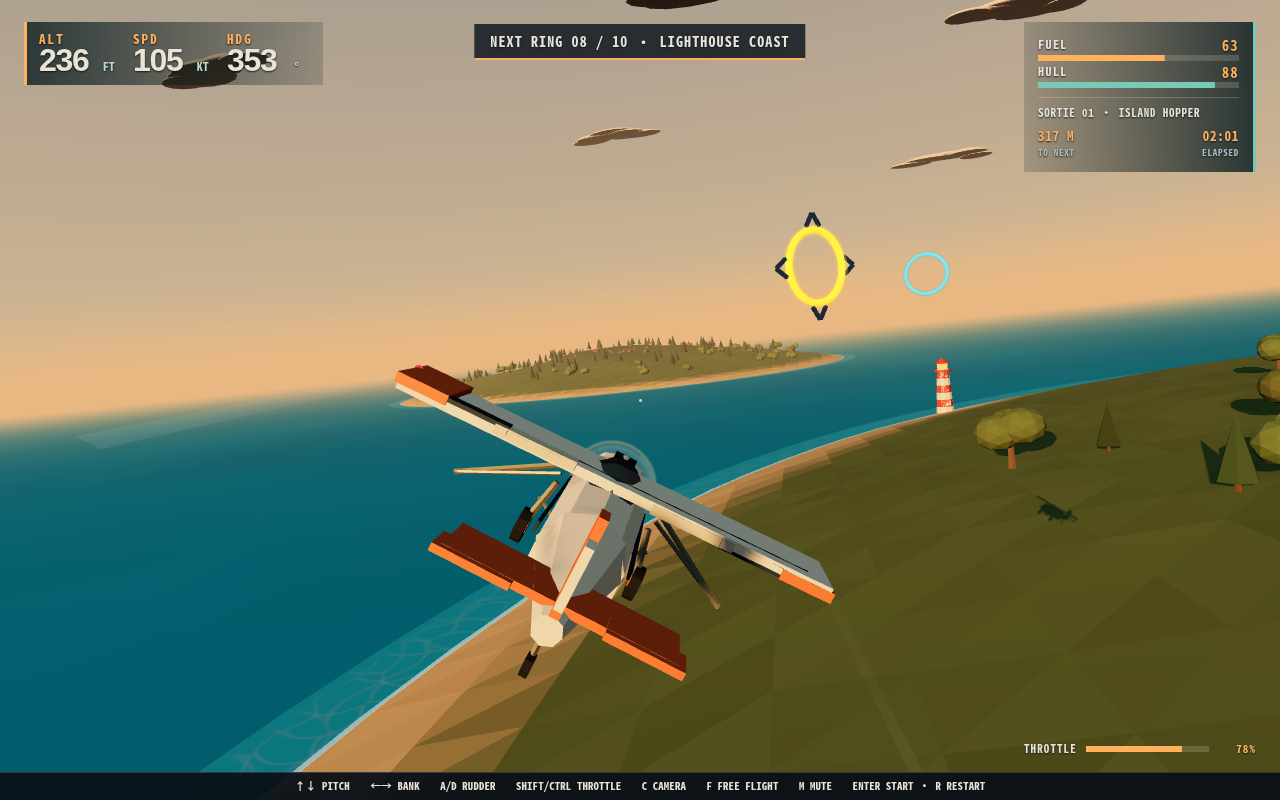 ALT SPD HDG
236 FT 105 KT 353 °
NEXT RING 08 / 10 • LIGHTHOUSE COAST
FUEL 63
HULL 88
SORTIE 01 • ISLAND HOPPER
317 M 02:01
TO NEXT ELAPSED
THROTTLE 78%
↑↓ PITCH ←→ BANK A/D RUDDER SHIFT/CTRL THROTTLE C CAMERA F FREE FLIGHT M MUTE ENTER START • R RESTART